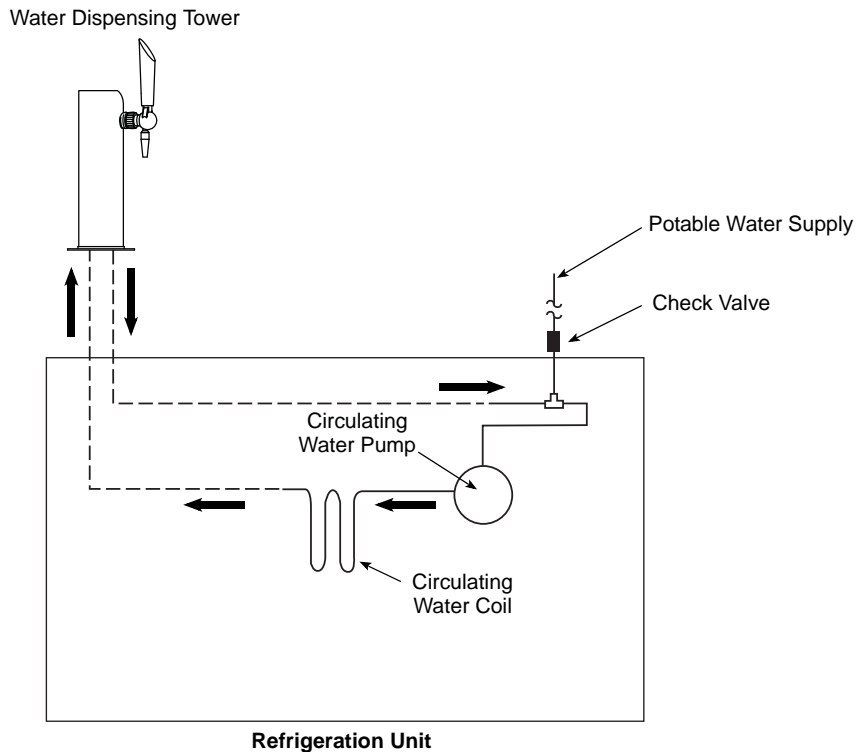 Water Dispensing Tower
Potable Water Supply
Check Valve
Circulating
Water Pump
Circulating
Water Coil
Refrigeration Unit